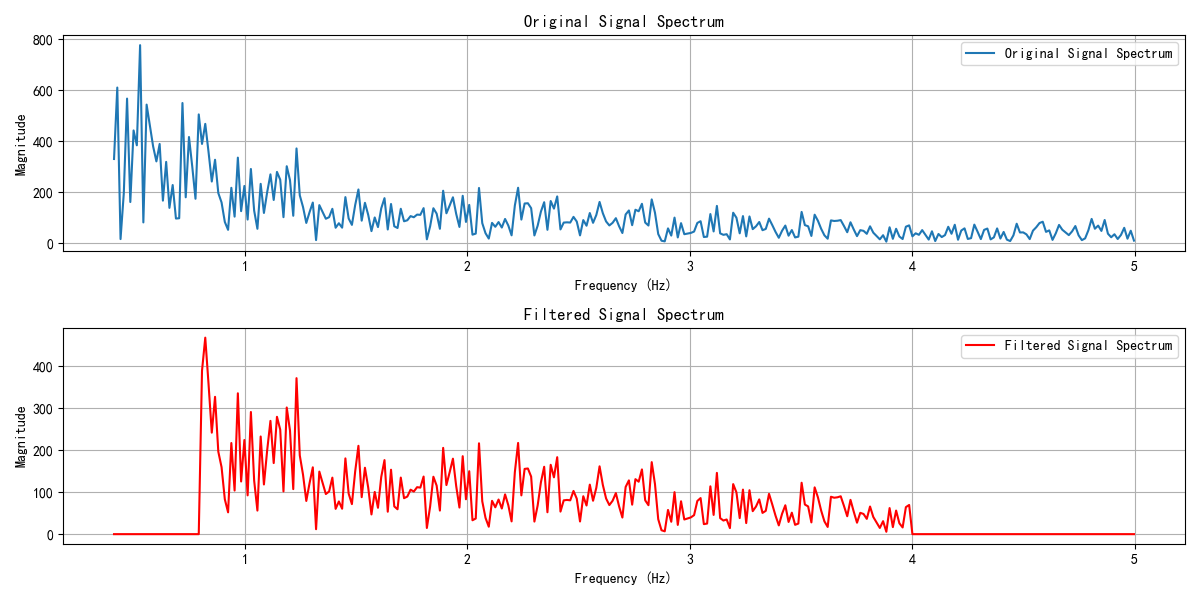 Original Signal Spectrum
800
600
400
200
0
Magnitude
Original Signal Spectrum
1 2 3 4 5
Frequency (Hz)
Filtered Signal Spectrum
400
300
200
100
0
Magnitude
Filtered Signal Spectrum
1 2 3 4 5
Frequency (Hz)